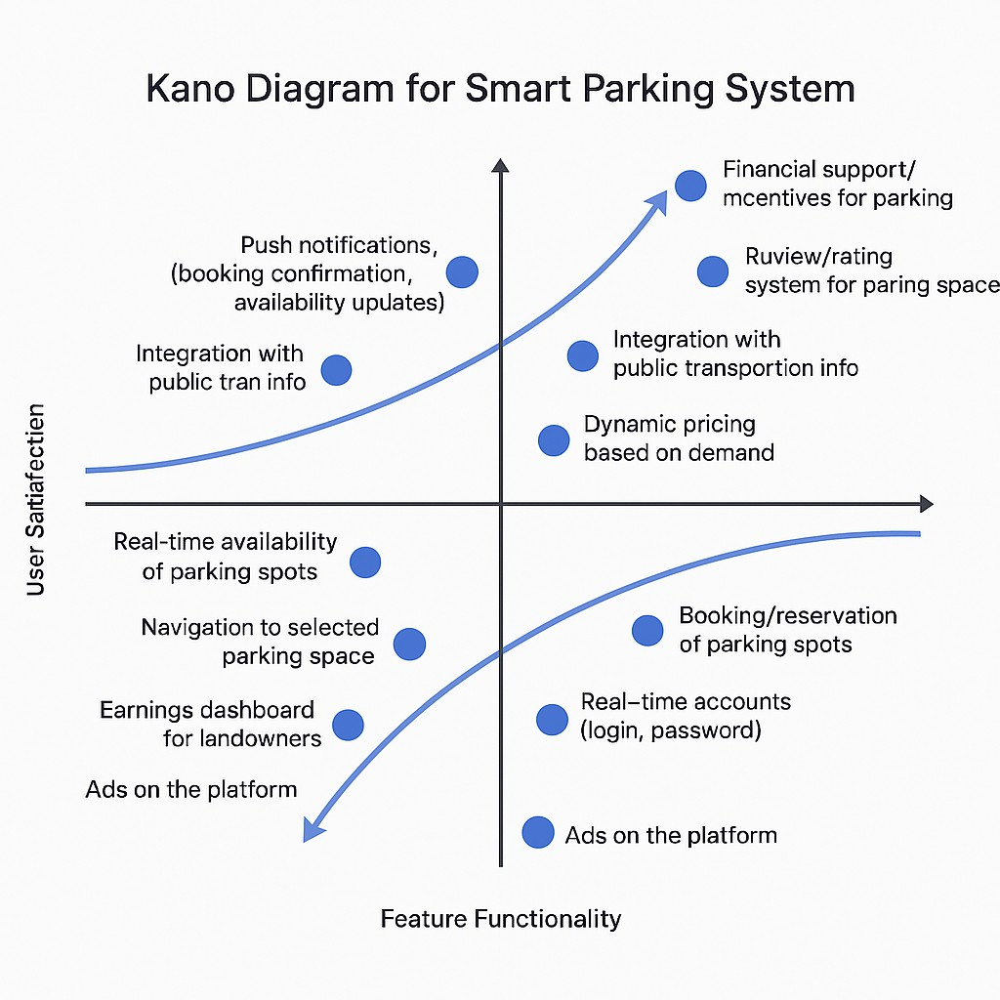 Kano Diagram for Smart Parking System
Financial support/
mcentives for parking
Push notifications,
(booking confirmation,
availability updates)
Ruview/rating
system for paring space
Integration with
public tran info
Integration with
public transportion info
Dynamic pricing
based on demand
User Satiafection
Real-time availability
of parking spots
Navigation to selected
parking space
Booking/reservation
of parking spots
Earnings dashboard
for landowners
Real–time accounts
(login, password)
Ads on the platform
Ads on the platform
Feature Functionality